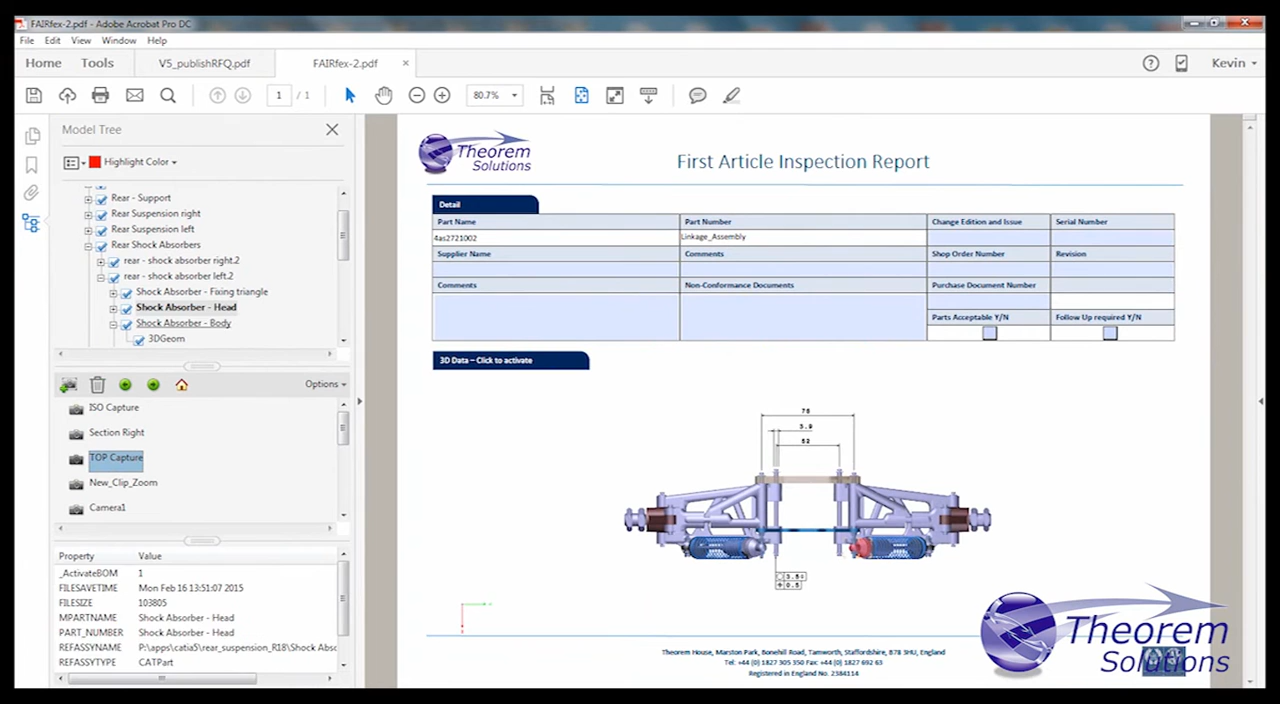 FAIRfex-2.pdf - Adobe Acrobat Pro DC
File Edit View Window Help
Home Tools V5_publishRFQ.pdf FAIRfex-2.pdf × Kevin
1 / 1 80.7%
Model Tree
Highlight Color
Rear - Support
Rear Suspension right
Rear Suspension left
Rear Shock Absorbers
rear - shock absorber right.2
rear - shock absorber left.2
Shock Absorber - Fixing triangle
Shock Absorber - Head
Shock Absorber - Body
3DGeom
Options
ISO Capture
Section Right
TOP Capture
New_Clip_Zoom
Camera1
Property Value
_ActivateBOM 1
FILESAVETIME Mon Feb 16 13:51:07 2015
FILESIZE 103805
MPARTNAME Shock Absorber - Head
PART_NUMBER Shock Absorber - Head
REFASSYNAME P:\apps\catia5\rear_suspension_R18\Shock Abso
REFASSYTYPE CATPart
Theorem
Solutions
First Article Inspection Report
Detail
Part Name Part Number Change Edition and Issue Serial Number
4as2721002 Linkage_Assembly
Supplier Name Comments Shop Order Number Revision
Comments Non-Conformance Documents Purchase Document Number
Parts Acceptable Y/N Follow Up required Y/N
3D Data – Click to activate
76
3.9
52
0.5
Theorem House, Marston Park, Bonehill Road, Tamworth, Staffordshire, B78 3HU, England
Tel: +44 (0) 1827 305 350 Fax: +44 (0) 1827 692 63
Registered in England No. 2384114
Theorem
Solutions